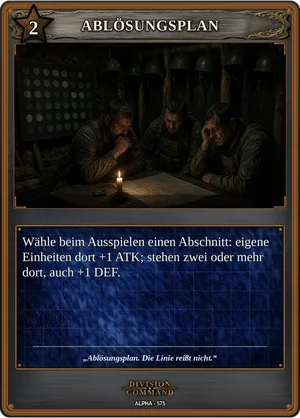 2
ABLÖSUNGSPLAN
Wähle beim Ausspielen einen Abschnitt: eigene
Einheiten dort +1 ATK; stehen zwei oder mehr
dort, auch +1 DEF.
„Ablösungsplan. Die Linie reißt nicht.“
DIVISION
COMMAND
ALPHA - 575